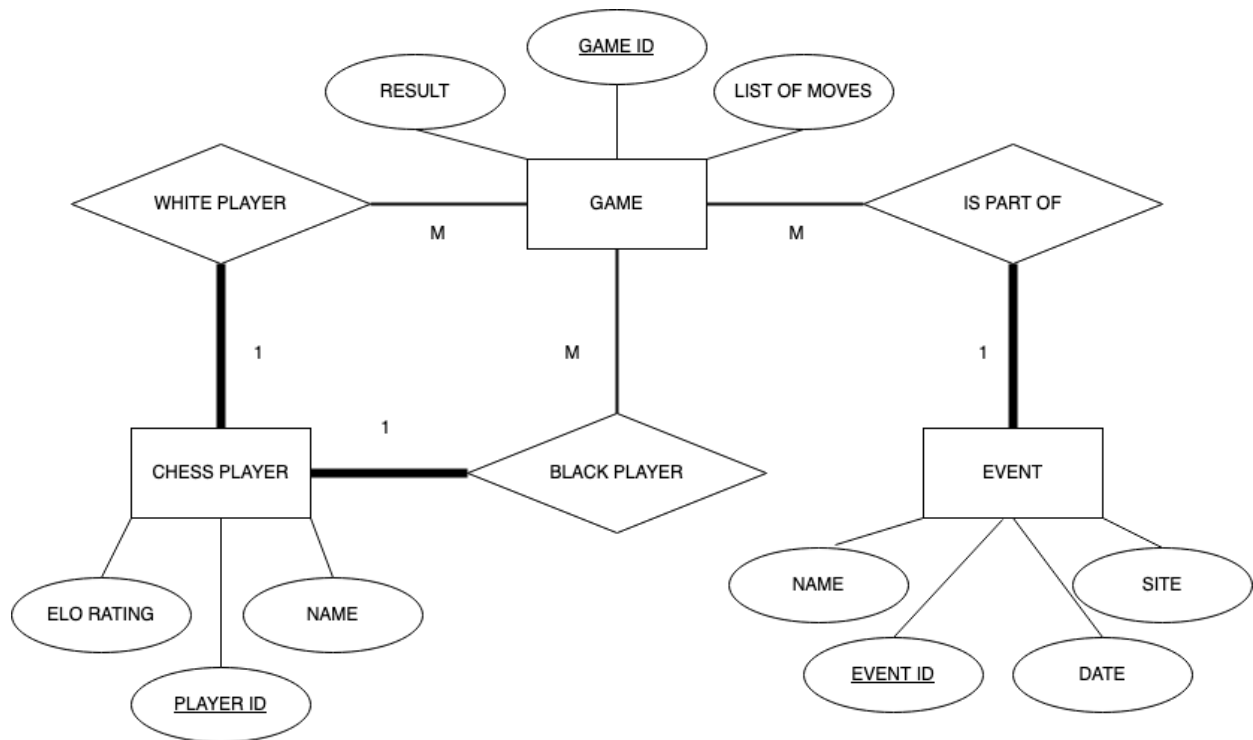 GAME ID
RESULT
LIST OF MOVES
WHITE PLAYER
GAME
IS PART OF
M
M
1
M
1
1
CHESS PLAYER
BLACK PLAYER
EVENT
NAME
SITE
ELO RATING
NAME
EVENT ID
DATE
PLAYER ID